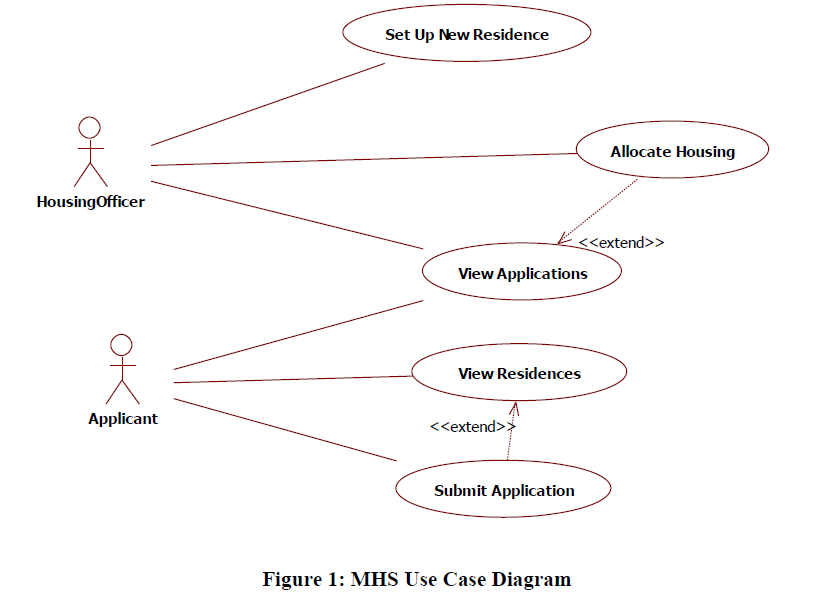 Set Up New Residence
Allocate Housing
HousingOfficer
<<extend>>
View Applications
View Residences
Applicant
<<extend>>
Submit Application
Figure 1: MHS Use Case Diagram